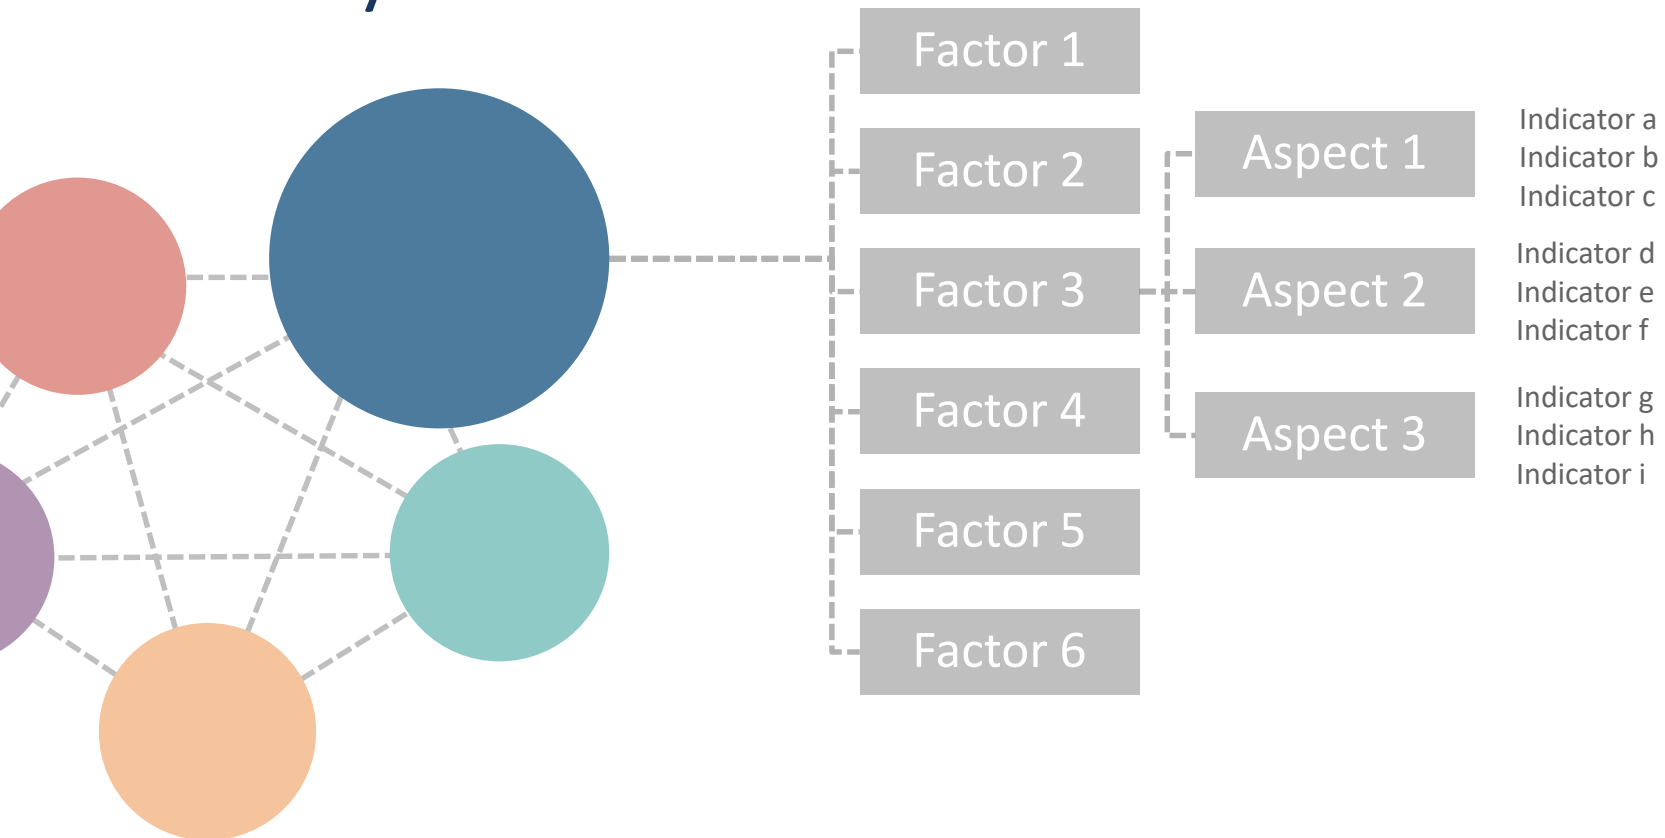 Factor 1
Factor 2
Factor 3
Factor 4
Factor 5
Factor 6
Aspect 1
Indicator a
Indicator b
Indicator c
Aspect 2
Indicator d
Indicator e
Indicator f
Aspect 3
Indicator g
Indicator h
Indicator i